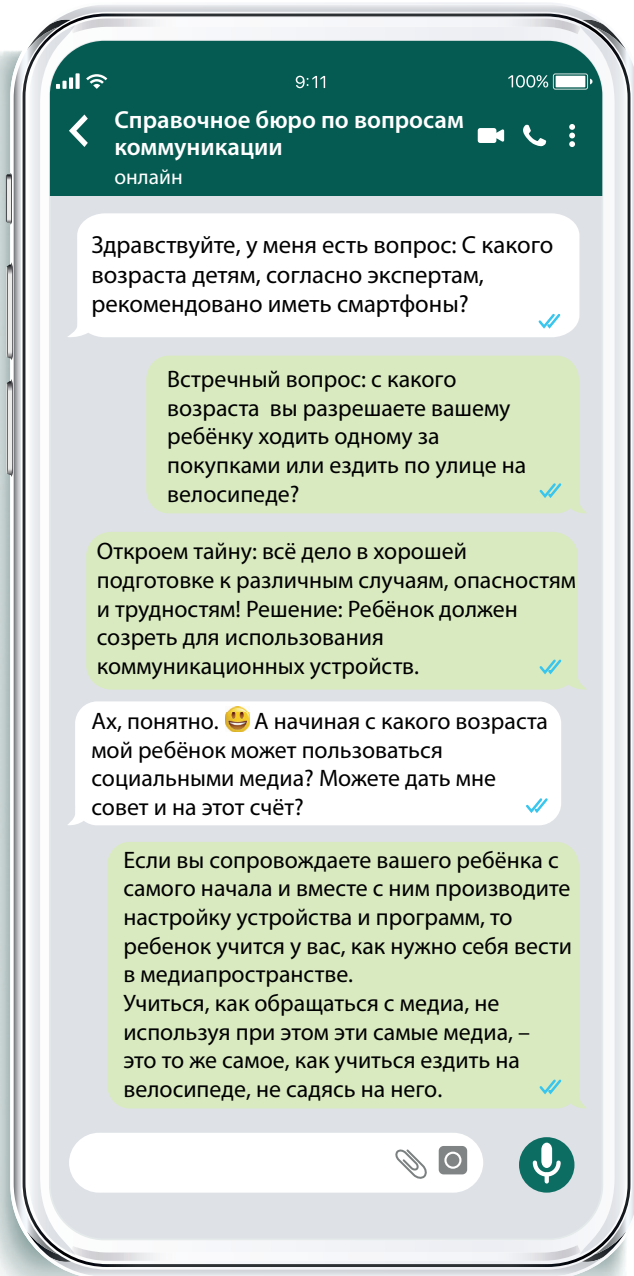 9:11
100%
Справочное бюро по вопросам
коммуникации
онлайн
Здравствуйте, у меня есть вопрос: С какого
возраста детям, согласно экспертам,
рекомендовано иметь смартфоны?
Встречный вопрос: с какого
возраста вы разрешаете вашему
ребёнку ходить одному за
покупками или ездить по улице на
велосипеде?
Откроем тайну: всё дело в хорошей
подготовке к различным случаям, опасностям
и трудностям! Решение: Ребёнок должен
созреть для использования
коммуникационных устройств.
Ах, понятно. 😃 А начиная с какого возраста
мой ребёнок может пользоваться
социальными медиа? Можете дать мне
совет и на этот счёт?
Если вы сопровождаете вашего ребёнка с
самого начала и вместе с ним производите
настройку устройства и программ, то
ребенок учится у вас, как нужно себя вести
в медиапространстве.
Учиться, как обращаться с медиа, не
используя при этом эти самые медиа, –
это то же самое, как учиться ездить на
велосипеде, не садясь на него.